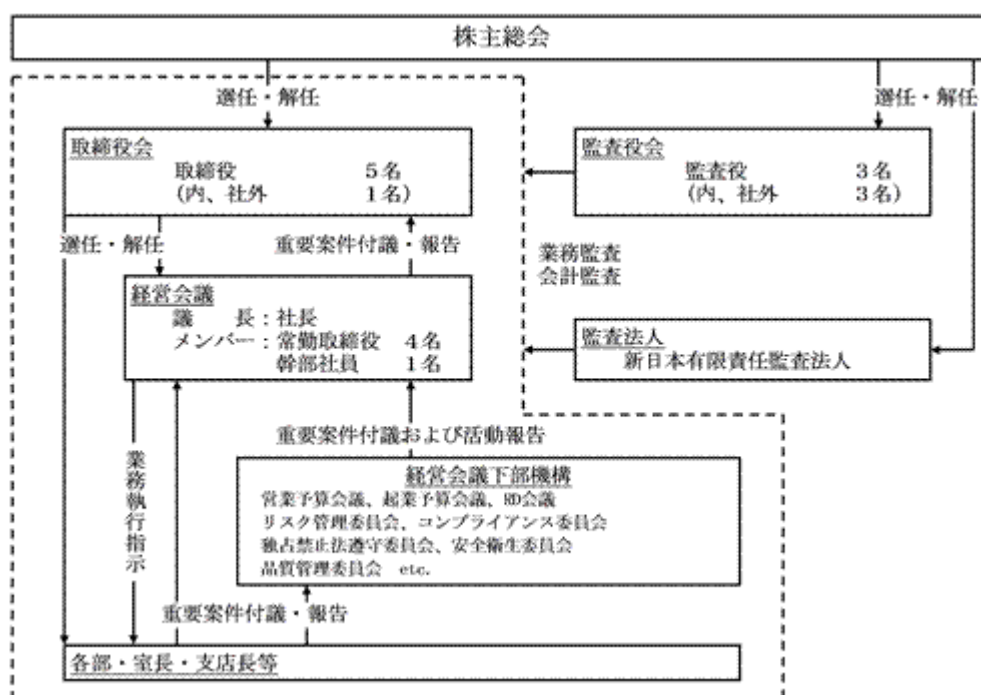 株主総会
選任・解任
選任・解任
取締役会
取締役 5名
(内、社外 1名)
監査役会
監査役 3名
(内、社外 3名)
選任・解任
重要案件付議・報告
業務監査
会計監査
経営会議
議 長:社長
メンバー:常勤取締役 4名
幹部社員 1名
監査法人
新日本有限責任監査法人
重要案件付議および活動報告
業務執行指示
経営会議下部機構
営業予算会議、起業予算会議、RD会議
リスク管理委員会、コンプライアンス委員会
独占禁止法遵守委員会、安全衛生委員会
品質管理委員会 etc.
重要案件付議・報告
各部・室長・支店長等